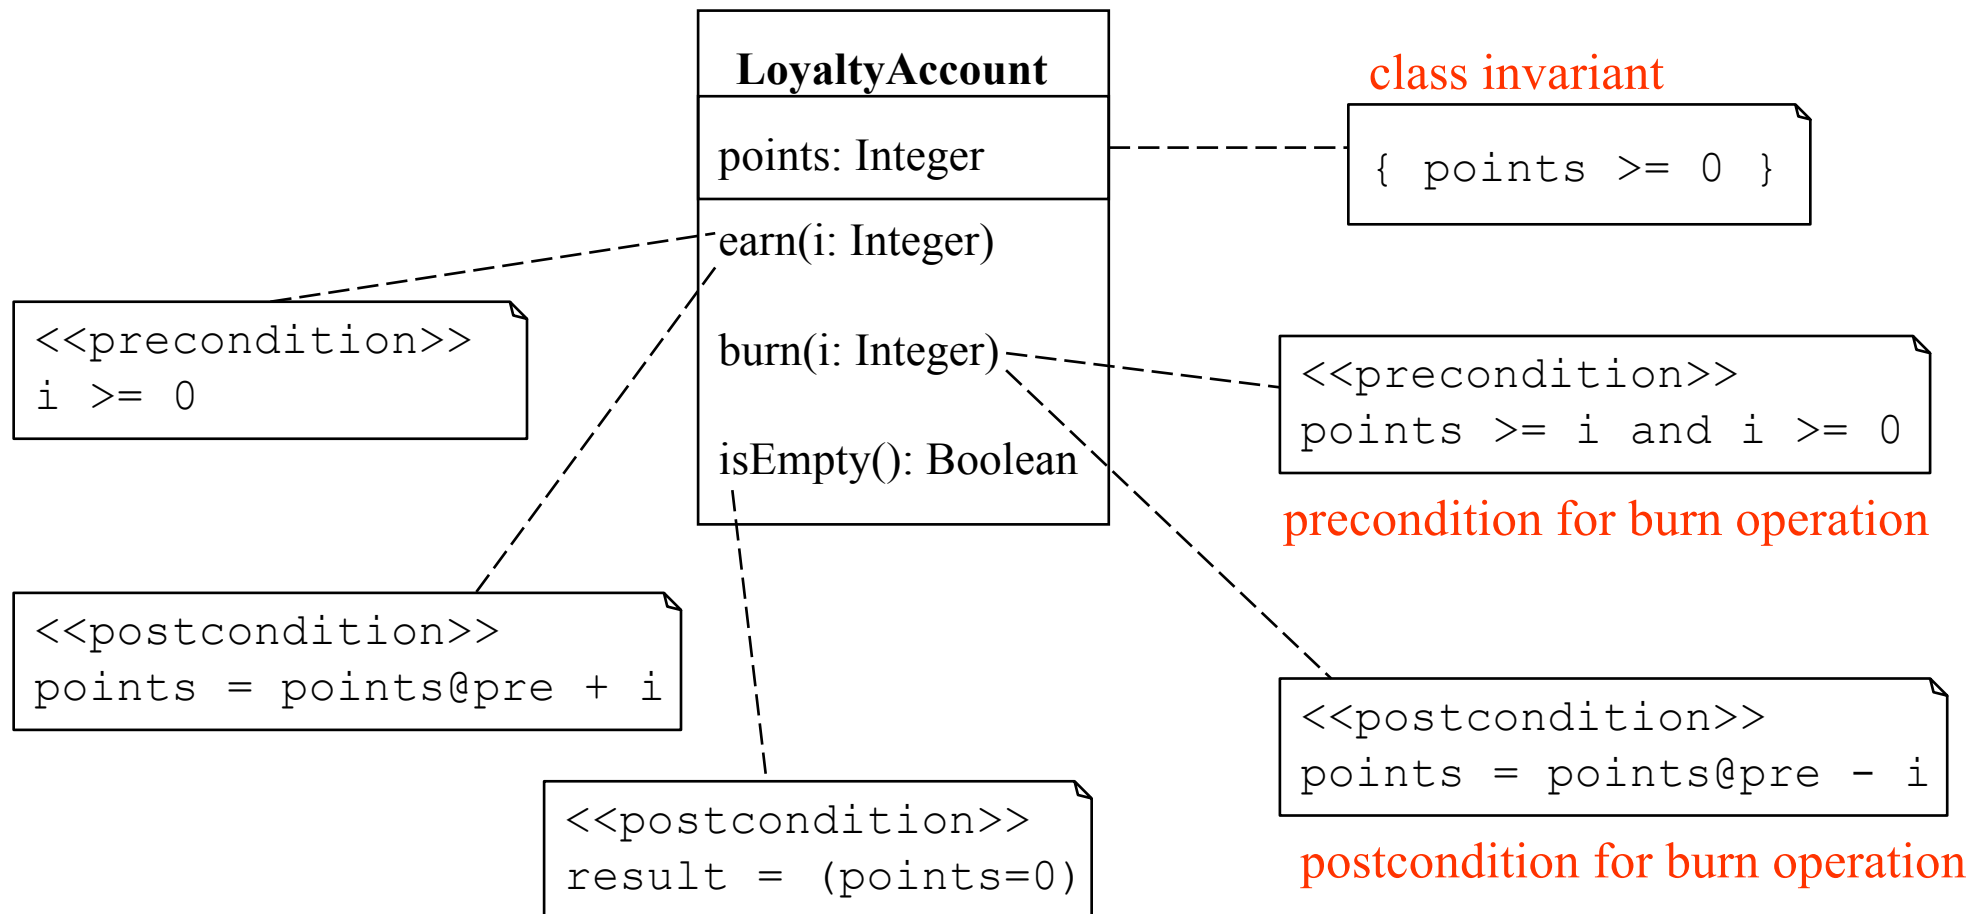 LoyaltyAccount
points: Integer
earn(i: Integer)
burn(i: Integer)
isEmpty(): Boolean
class invariant
{ points >= 0 }
<<precondition>>
i >= 0
<<precondition>>
points >= i and i >= 0
precondition for burn operation
<<postcondition>>
points = points@pre + i
<<postcondition>>
points = points@pre - i
postcondition for burn operation
<<postcondition>>
result = (points=0)